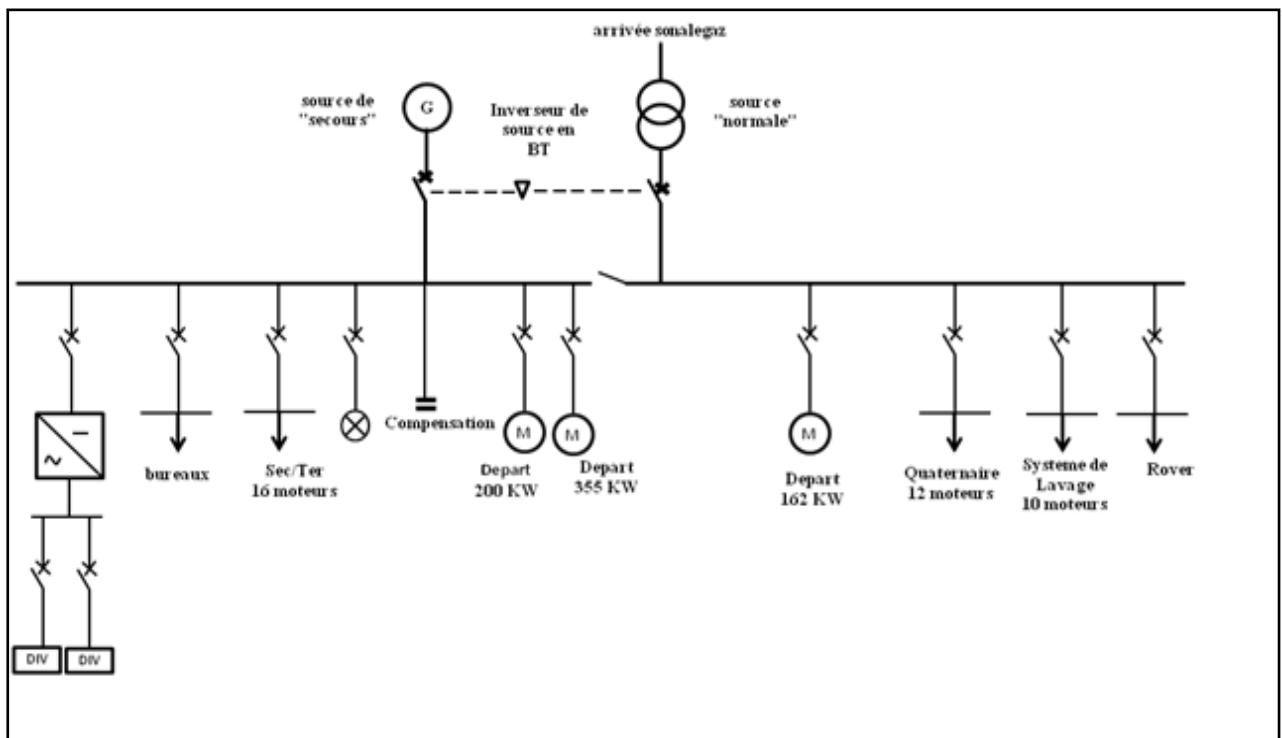 arrivée sonalegaz
source de
"secours"
G
Inverseur de
source en
BT
source
"normale"
bureaux
Sec/Ter
16 moteurs
Compensation
M
Depart
200 KW
M
Depart
355 KW
M
Depart
162 KW
Quaternaire
12 moteurs
Systeme de
Lavage
10 moteurs
Rover
DIV
DIV